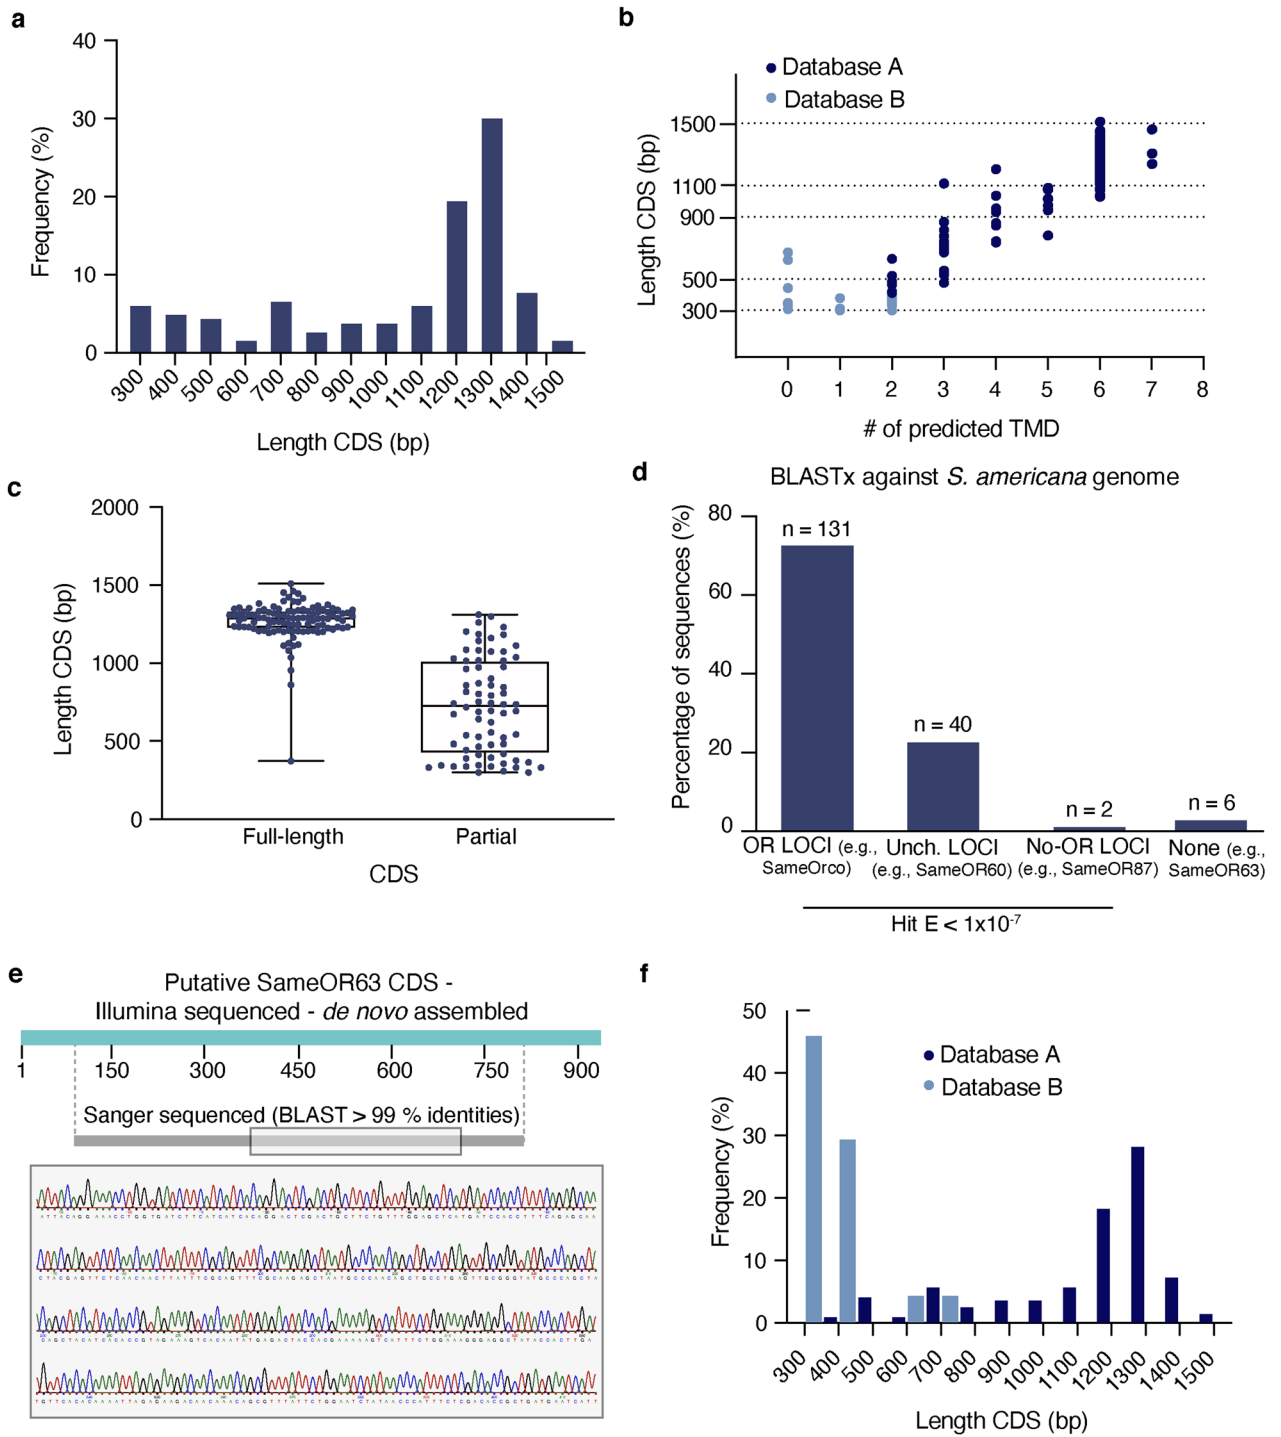 a
40
30
20
10
0
Frequency (%)
300 400 500 600 700 800 900 1000 1100 1200 1300 1400 1500
Length CDS (bp)
b
Database A
Database B
1500
1100
900
500
300
Length CDS (bp)
0 1 2 3 4 5 6 7 8
# of predicted TMD
c
2000
1500
1000
500
0
Length CDS (bp)
Full-length Partial
CDS
d
BLASTx against S. americana genome
80
60
40
20
0
Percentage of sequences (%)
n = 131
n = 40
n = 2
n = 6
OR LOCI (e.g., SameOrco)
Unch. LOCI (e.g., SameOR60)
No-OR LOCI (e.g., SameOR87)
None (e.g., SameOR63)
Hit E < 1x10-7
e
Putative SameOR63 CDS -
Illumina sequenced - de novo assembled
1 150 300 450 600 750 900
Sanger sequenced (BLAST > 99 % identities)
f
50
40
30
20
10
0
Frequency (%)
Database A
Database B
300 400 500 600 700 800 900 1000 1100 1200 1300 1400 1500
Length CDS (bp)